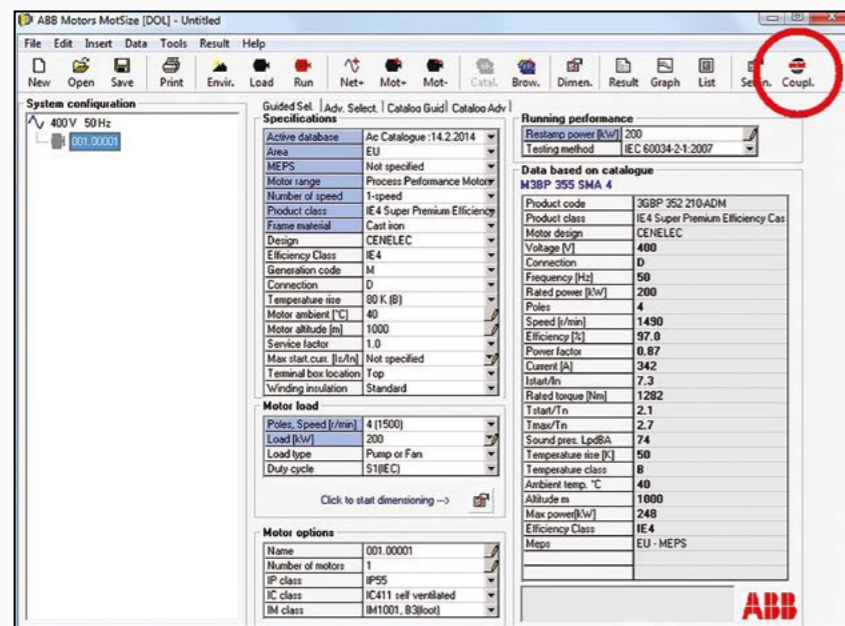 ABB Motors MotSize [DOL] - Untitled
File Edit Insert Data Tools Result Help
New Open Save Print Envir. Load Run Net+ Mot+ Mot- Catal. Brow. Dimen. Result Graph List Coupl.
System configuration
400V 50Hz
001.00001
Guided Sel. Adv. Select. Catalog Guid Catalog Adv
Specifications
Active database Ac Catalogue :14.2.2014
Area EU
MEPS Not specified
Motor range Process Performance Motors
Number of speed 1-speed
Product class IE4 Super Premium Efficiency
Frame material Cast iron
Design CENELEC
Efficiency Class IE4
Generation code M
Connection D
Temperature rise 80 K (B)
Motor ambient [°C] 40
Motor altitude [m] 1000
Service factor 1.0
Max start.curr. [Is/In] Not specified
Terminal box location Top
Winding insulation Standard
Motor load
Poles, Speed [r/min] 4 (1500)
Load [kW] 200
Load type Pump or Fan
Duty cycle S1(IEC)
Click to start dimensioning -->
Motor options
Name 001.00001
Number of motors 1
IP class IP55
IC class IC411 self ventilated
IM class IM1001, B3(foot)
Running performance
Restamp power [kW] 200
Testing method IEC 60034-2-1:2007
Data based on catalogue
M3BP 355 SMA 4
Product code 3GBP 352 210-ADM
Product class IE4 Super Premium Efficiency Cas
Motor design CENELEC
Voltage [V] 400
Connection D
Frequency [Hz] 50
Rated power [kW] 200
Poles 4
Speed [r/min] 1490
Efficiency [%] 97.0
Power factor 0.87
Current [A] 342
Istart/In 7.3
Rated torque [Nm] 1282
Tstart/Tn 2.1
Tmax/Tn 2.7
Sound pres. LpdBA 74
Temperature rise [K] 50
Temperature class B
Ambient temp. °C 40
Altitude m 1000
Max power[kW] 248
Efficiency Class IE4
Meps EU - MEPS
ABB